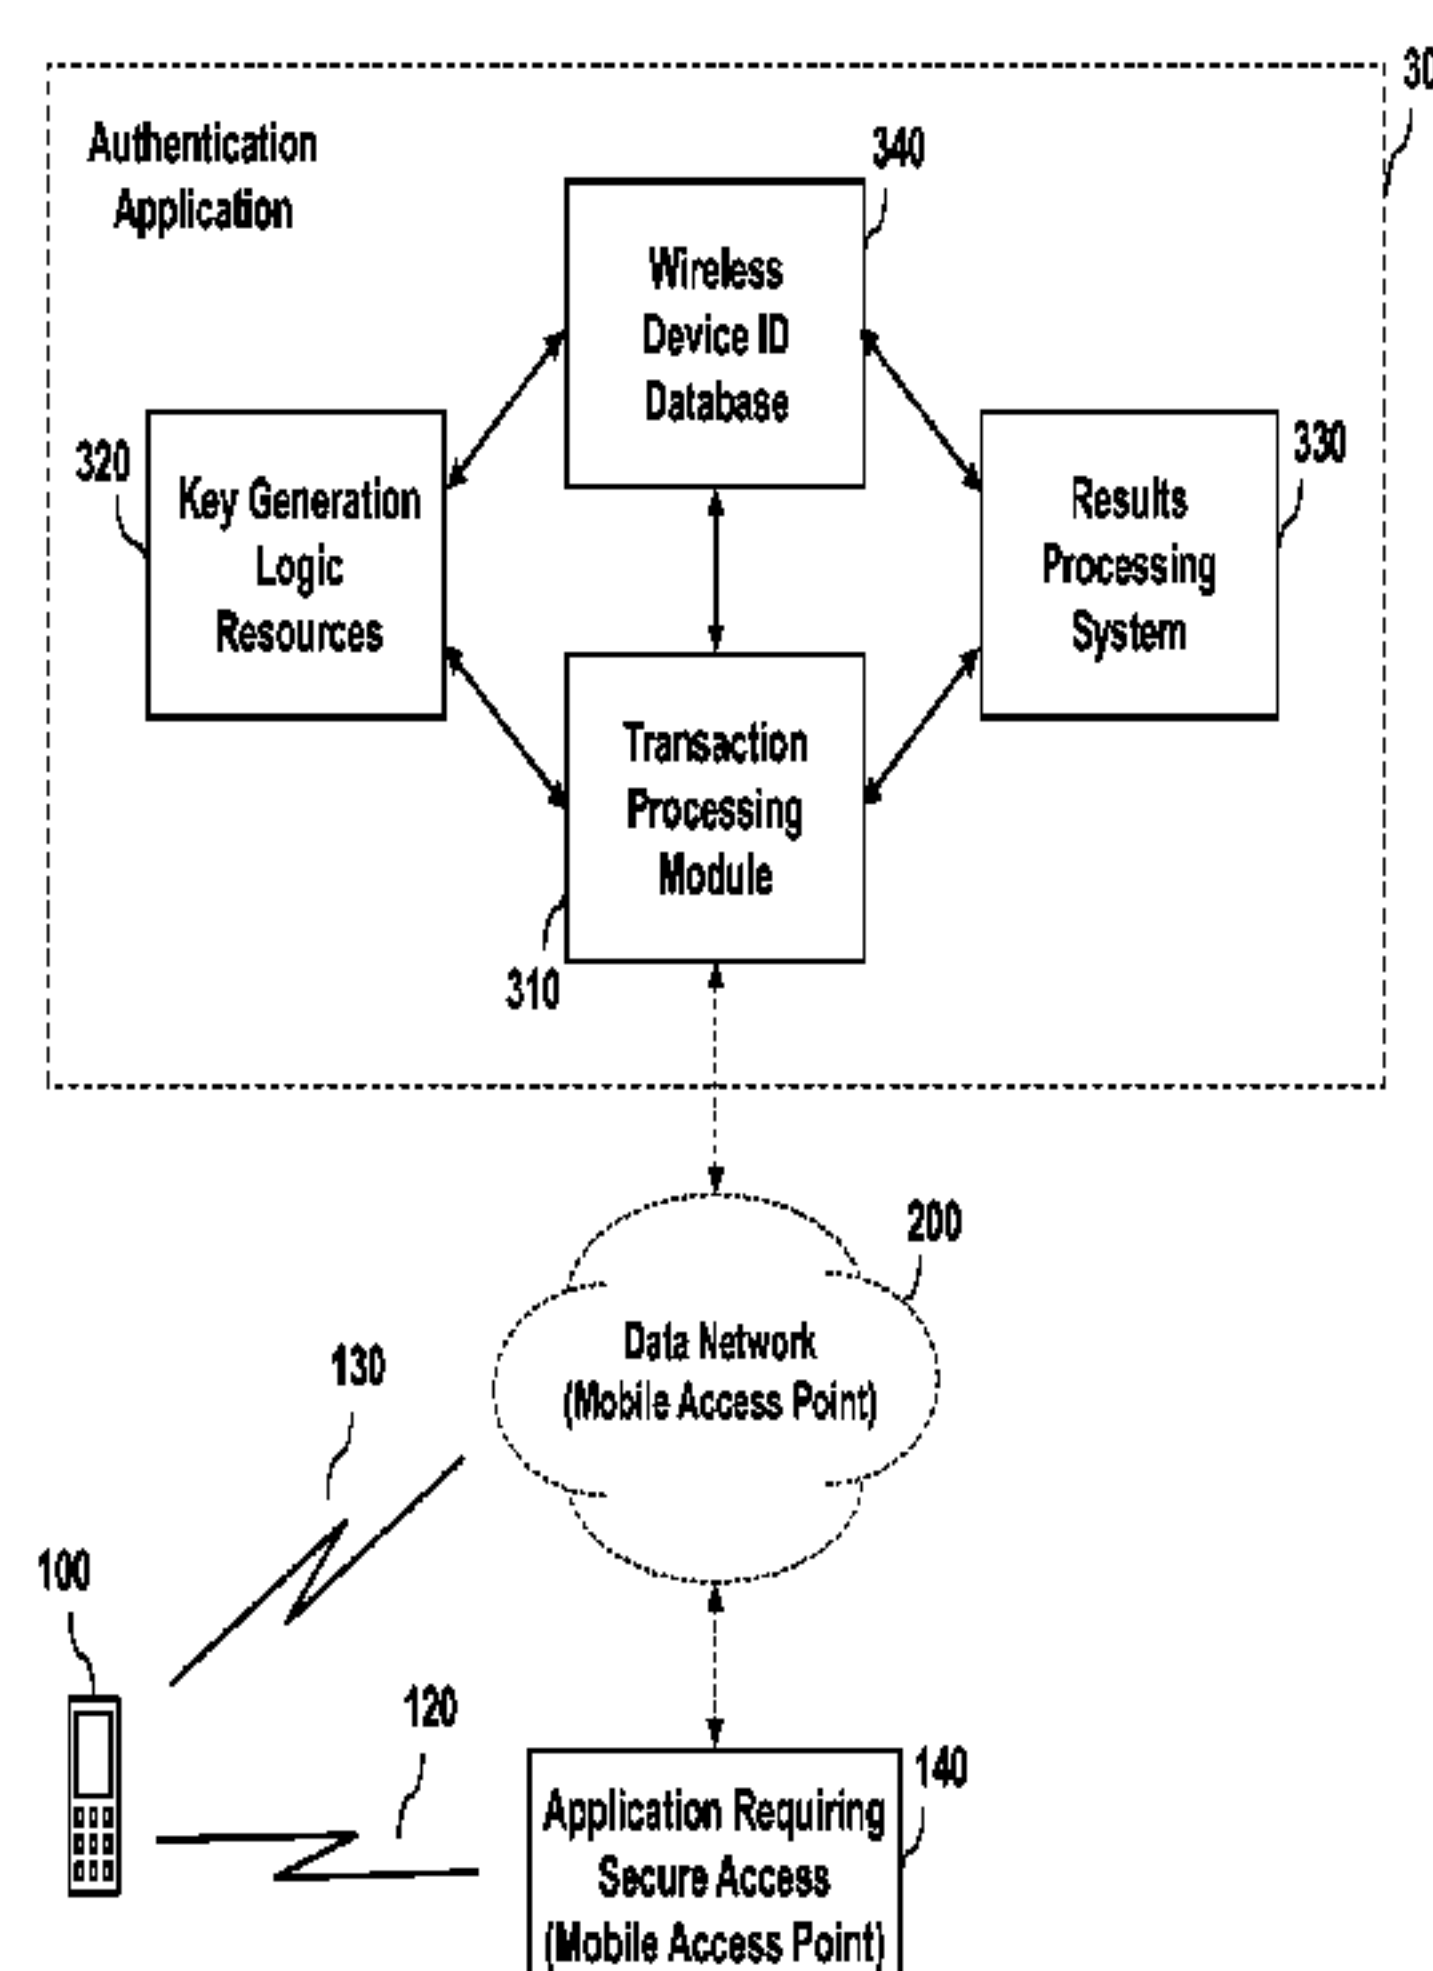 30
Authentication
Application
340
Wireless
Device ID
Database
320
Key Generation
Logic
Resources
330
Results
Processing
System
Transaction
Processing
Module
310
200
Data Network
(Mobile Access Point)
130
100
120
140
Application Requiring
Secure Access
(Mobile Access Point)